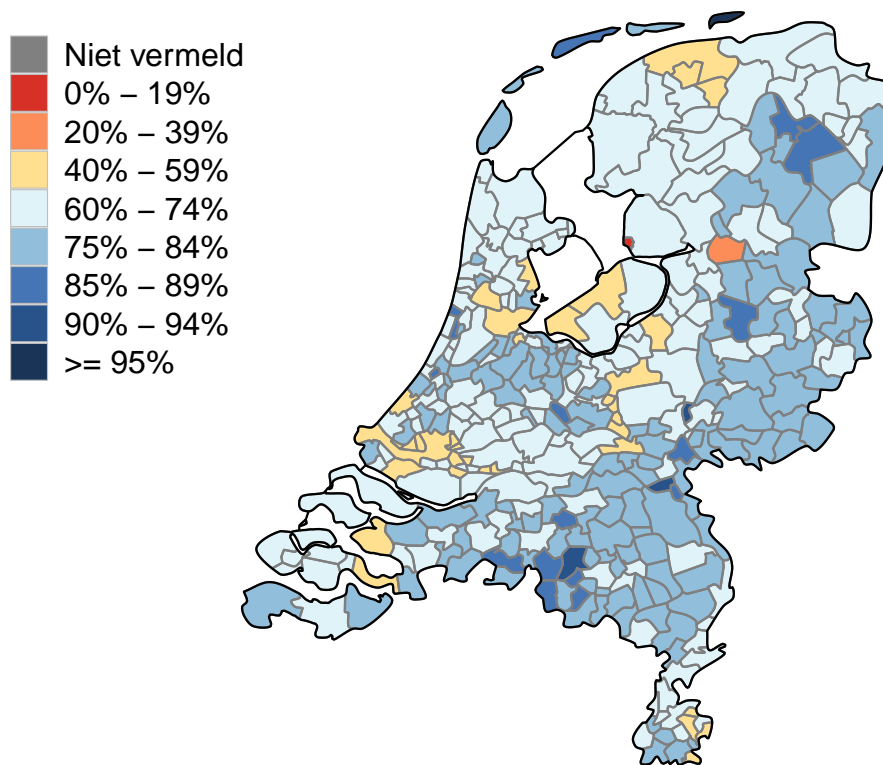 Niet vermeld
0% – 19%
20% – 39%
40% – 59%
60% – 74%
75% – 84%
85% – 89%
90% – 94%
>= 95%